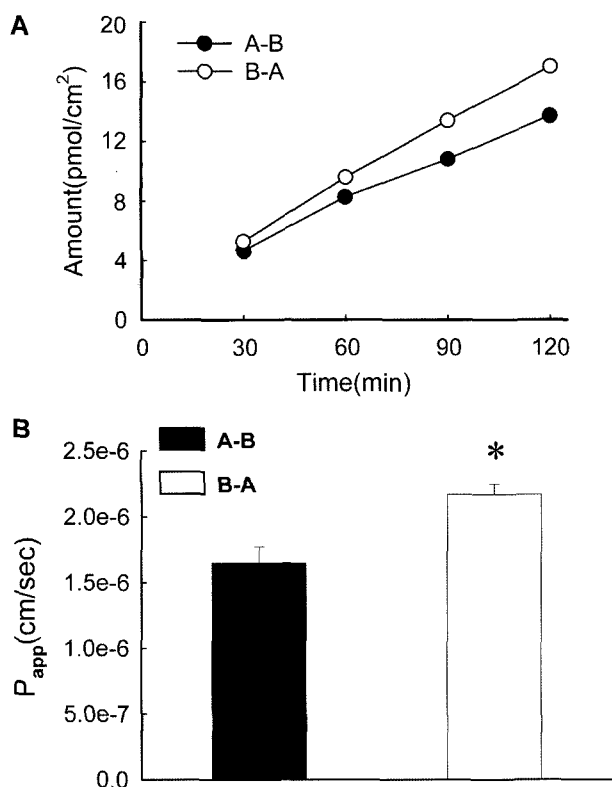 A
20
16
12
8
4
0
Amount(pmol/cm²)
A-B
B-A
0 30 60 90 120
Time(min)
B
2.5e-6
2.0e-6
1.5e-6
1.0e-6
5.0e-7
0.0
Papp(cm/sec)
A-B
B-A
*